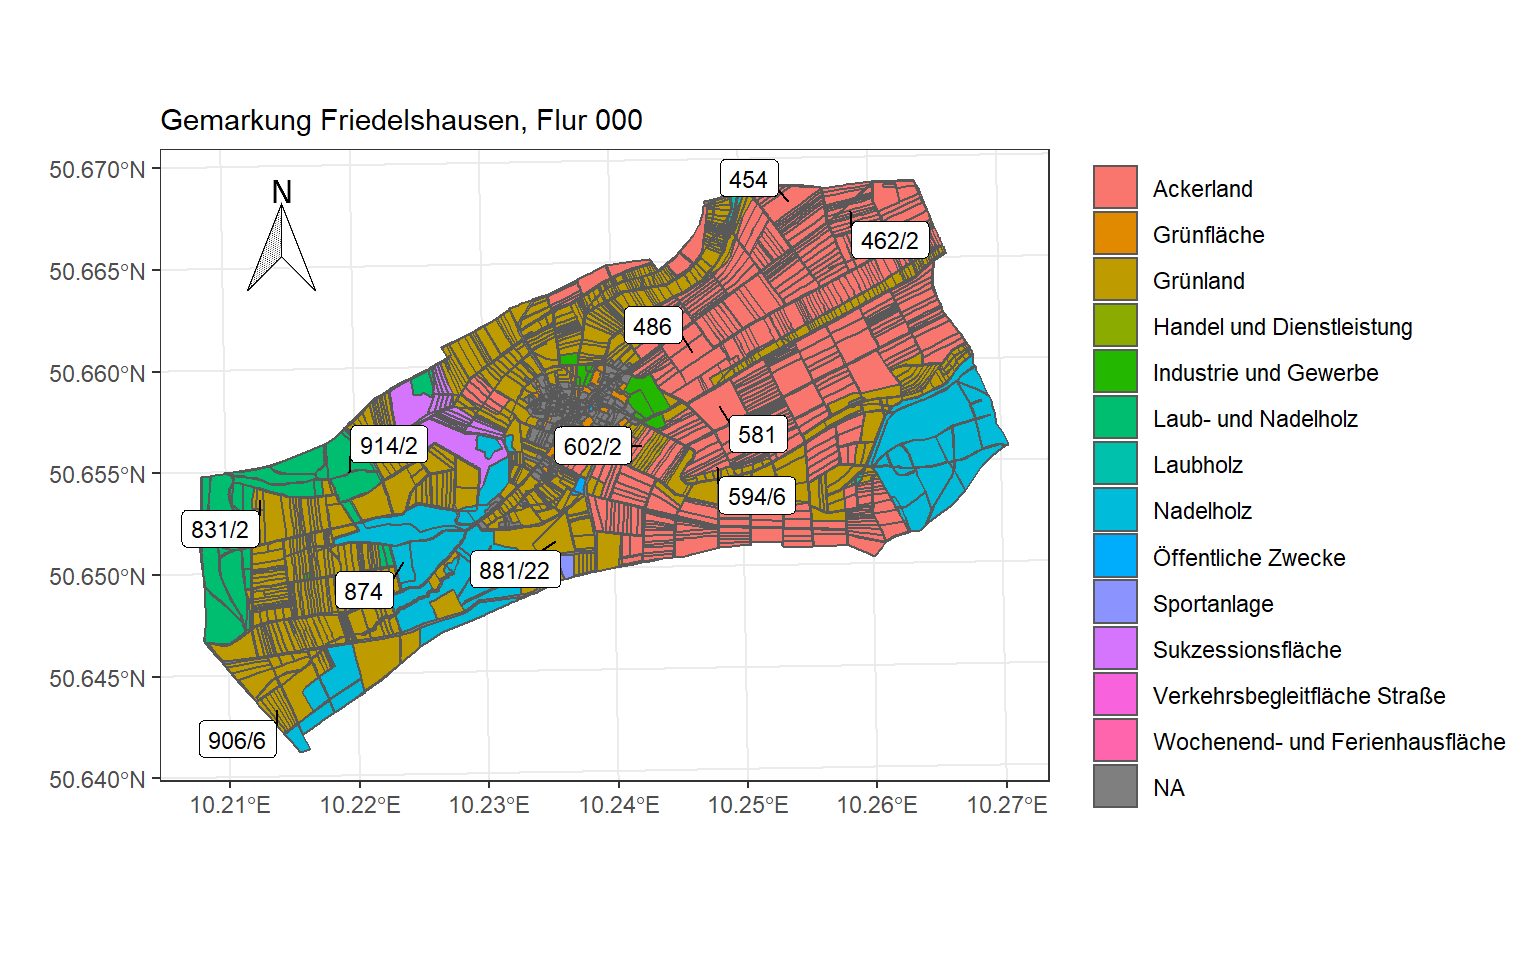 Gemarkung Friedelshausen, Flur 000
50.670°N
50.665°N
50.660°N
50.655°N
50.650°N
50.645°N
50.640°N
N
454
462/2
486
581
914/2
602/2
594/6
831/2
881/22
874
906/6
10.21°E
10.22°E
10.23°E
10.24°E
10.25°E
10.26°E
10.27°E
Ackerland
Grünfläche
Grünland
Handel und Dienstleistung
Industrie und Gewerbe
Laub- und Nadelholz
Laubholz
Nadelholz
Öffentliche Zwecke
Sportanlage
Sukzessionsfläche
Verkehrsbegleitfläche Straße
Wochenend- und Ferienhausfläche
NA